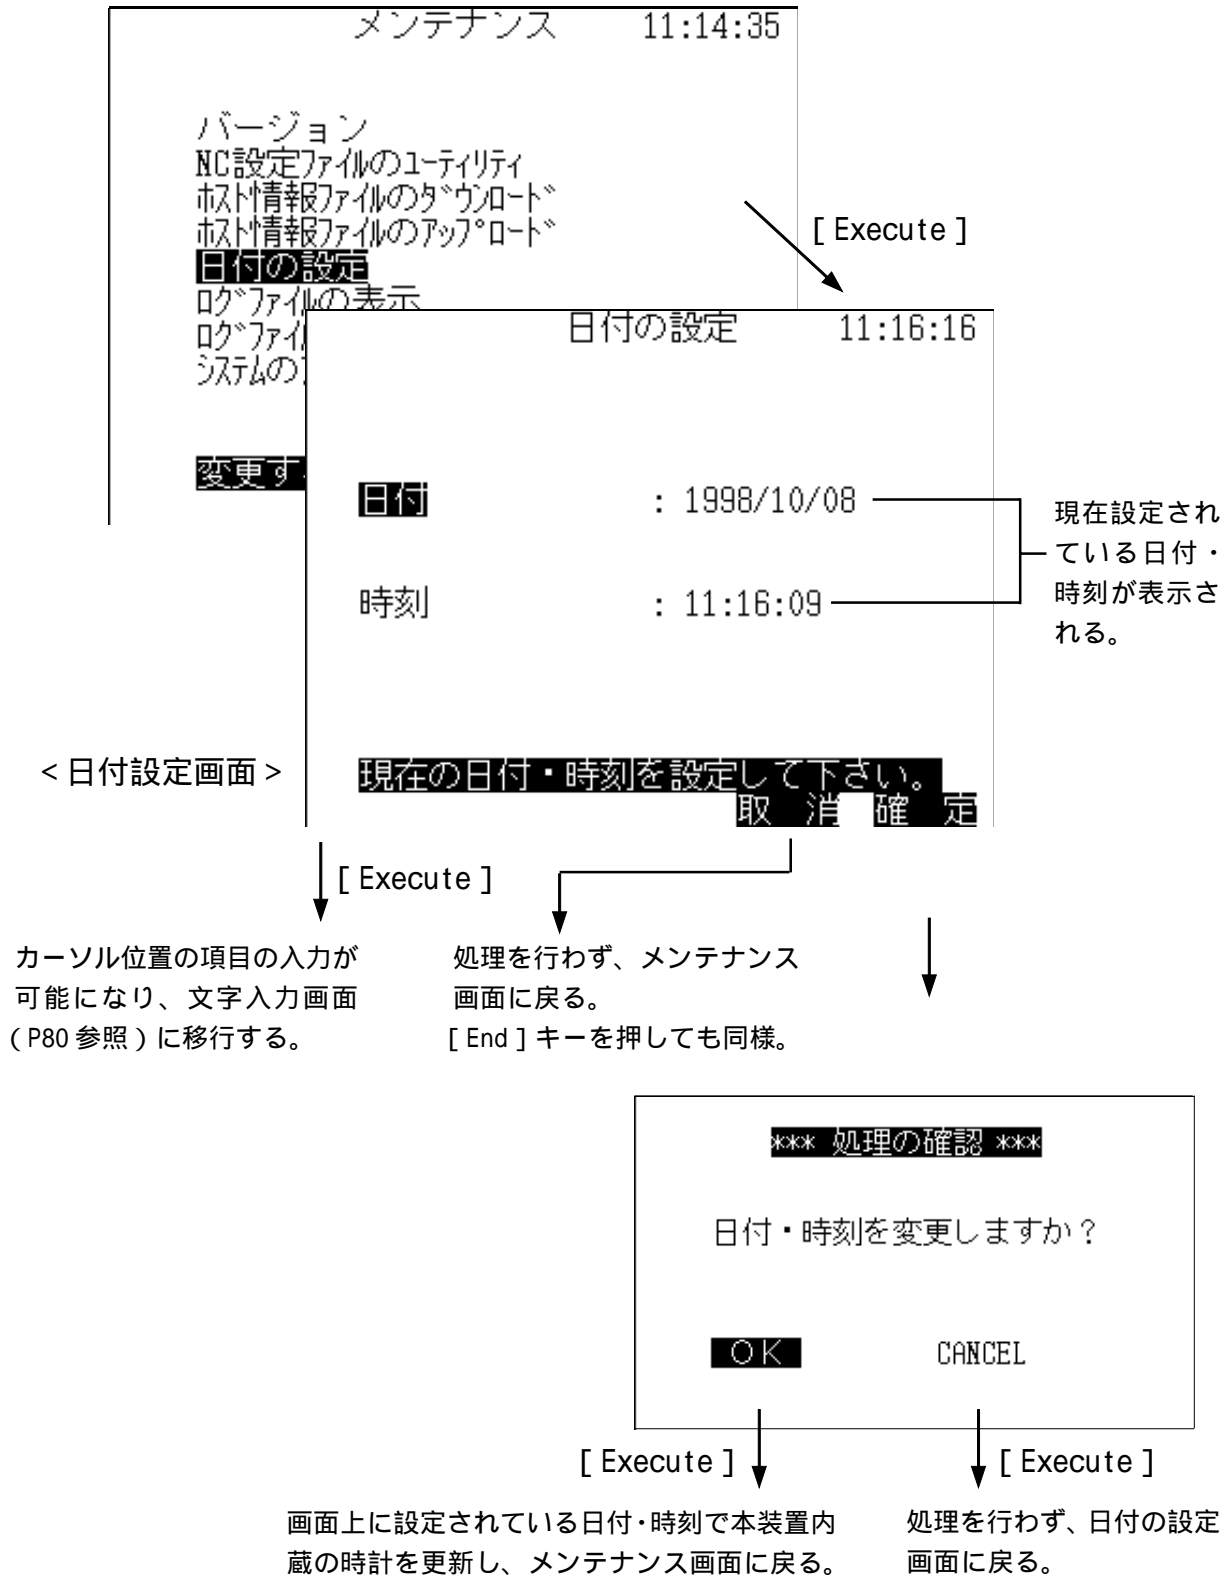 メンテナンス 11:14:35
バージョン
NC設定ファイルのユーティリティ
ホスト情報ファイルのダウンロード
ホスト情報ファイルのアップロード
[ Execute ]
日付の設定
ログファイルの表示
ログファイル
システムの
変更す
日付の設定 11:16:16
日付 : 1998/10/08
時刻 : 11:16:09
現在設定され
ている日付・
時刻が表示さ
れる。
<日付設定画面>
現在の日付・時刻を設定して下さい。
取 消 確 定
[ Execute ]
カーソル位置の項目の入力が
可能になり、文字入力画面
(P80 参照)に移行する。
処理を行わず、メンテナンス
画面に戻る。
[ End ] キーを押しても同様。
*** 処理の確認 ***
日付・時刻を変更しますか?
OK CANCEL
[ Execute ] [ Execute ]
画面上に設定されている日付・時刻で本装置内
蔵の時計を更新し、メンテナンス画面に戻る。
処理を行わず、日付の設定
画面に戻る。